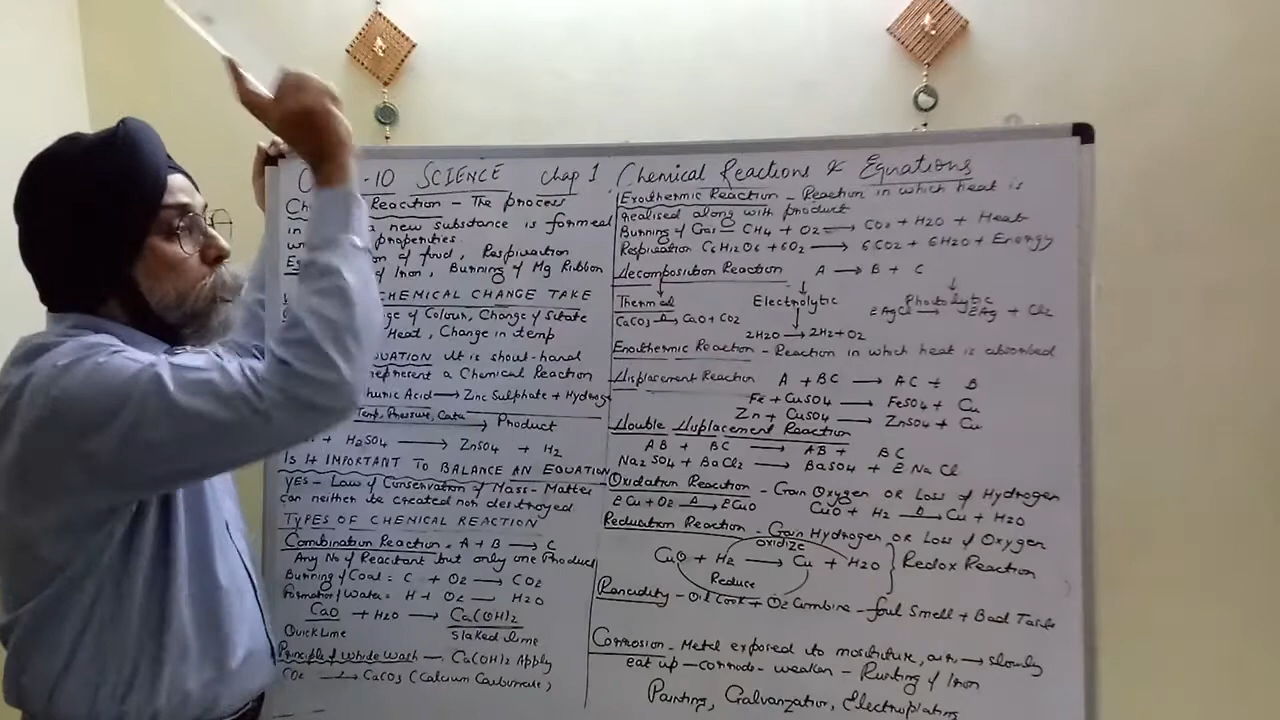 -10 SCIENCE Chap 1 Chemical Reactions & Equations
Reaction - The process
a new substance is formed
properties.
of food, Respiration
of Iron, Burning of Mg Ribbon
CHEMICAL CHANGE TAKE
of Colour, Change of State
Heat, Change in temp
It is short-hand
represent a Chemical Reaction
Acid → Zinc Sulphate + Hydrogen
Temp, Pressure, Cata
→ Product
+ H2SO4 → ZnSO4 + H2
IS It IMPORTANT TO BALANCE AN EQUATION
YES - Law of Conservation of Mass - Matter
can neither be created nor destroyed
TYPES OF CHEMICAL REACTION
Combination Reaction = A + B → C
Any No of Reactant but only one Product
Burning of Coal = C + O2 → CO2
Formation of Water = H + O2 → H2O
CaO + H2O → Ca(OH)2
Quick Lime slaked lime
Principle of White Wash - Ca(OH)2 Apply
CO2 → CaCO3 (Calcium Carbonate)
Exothermic Reaction - Reaction in which heat is
realised along with product
Burning of Gas - CH4 + O2 → CO2 + H2O + Heat
Respiration C6H12O6 + 6O2 → 6CO2 + 6H2O + Energy
Decomposition Reaction A → B + C
Thermal Electrolytic Photolytic
CaCO3 Δ→ CaO + CO2 2AgCl → 2Ag + Cl2
2H2O → 2H2 + O2
Reaction in which heat is absorbed
Displacement Reaction A + BC → AC + B
Fe + CuSO4 → FeSO4 + Cu
Zn + CuSO4 → ZnSO4 + Cu
Double Displacement Reaction
AB + BC → AB + BC
Na2SO4 + BaCl2 → BaSO4 + 2NaCl
Oxidation Reaction - Gain Oxygen OR Loss of Hydrogen
2Cu + O2 Δ→ 2CuO CuO + H2 Δ→ Cu + H2O
Reduation Reaction - Gain Hydrogen OR Loss of Oxygen
oxidize
CuO + H2 → Cu + H2O } Redox Reaction
Reduce
Rancidity - Oil Cook + O2 Combine - foul Smell + Bad Taste
Corrosion - Metal exposed to moisture, air → slowly
eat up - corrode - weaken - Rusting of Iron
Painting, Galvanzation, Electroplating